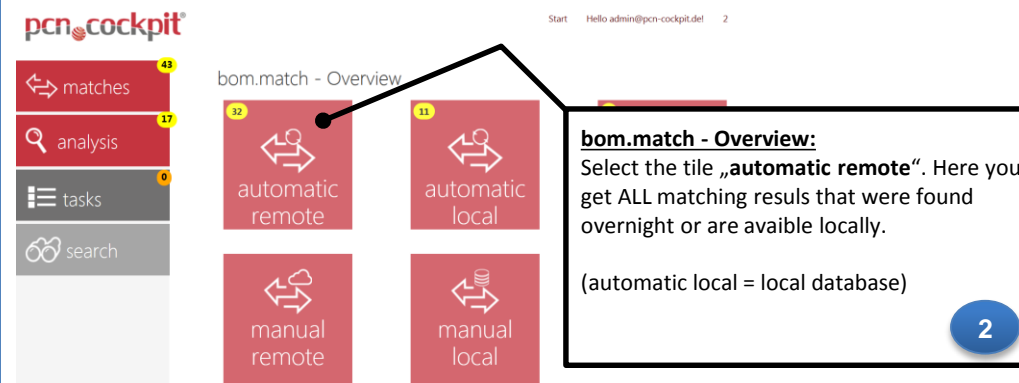 pcn.cockpit®
Start Hello admin@pcn-cockpit.de! 2
43
matches
17
analysis
0
tasks
search
bom.match - Overview
32
automatic
remote
11
automatic
local
manual
remote
manual
local
bom.match - Overview:
Select the tile „automatic remote“. Here you
get ALL matching resuls that were found
overnight or are avaible locally.
(automatic local = local database)
2